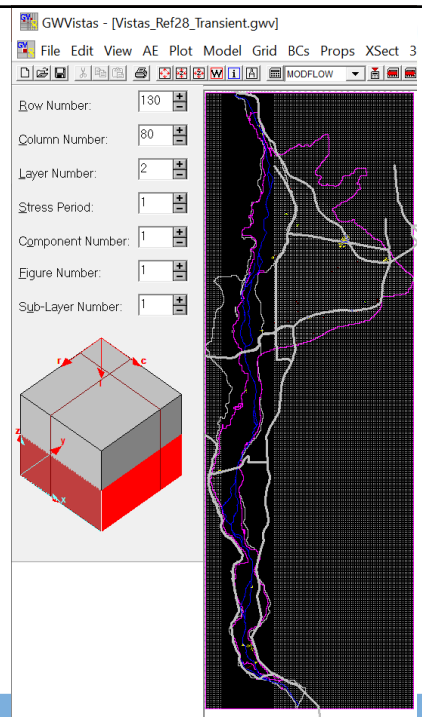 GWVistas - [Vistas_Ref28_Transient.gwv]
File Edit View AE Plot Model Grid BCs Props XSect 3
MODFLOW
Row Number: 130
Column Number: 80
Layer Number: 2
Stress Period: 1
Component Number: 1
Figure Number: 1
Sub-Layer Number: 1
r c
l
z y
x